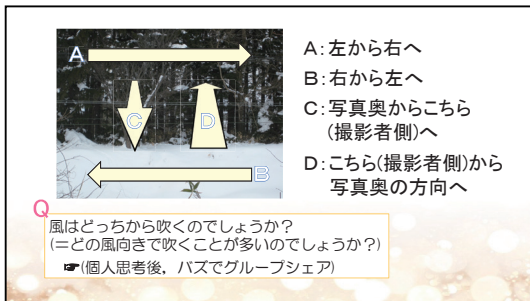 A
C
D
B
A：左から右へ
B：右から左へ
C：写真奥からこちら
(撮影者側)へ
D：こちら(撮影者側)から
写真奥の方向へ
Q
風はどっちから吹くのでしょうか？
(＝どの風向きで吹くことが多いのでしょうか？)
☞(個人思考後，バズでグループシェア)